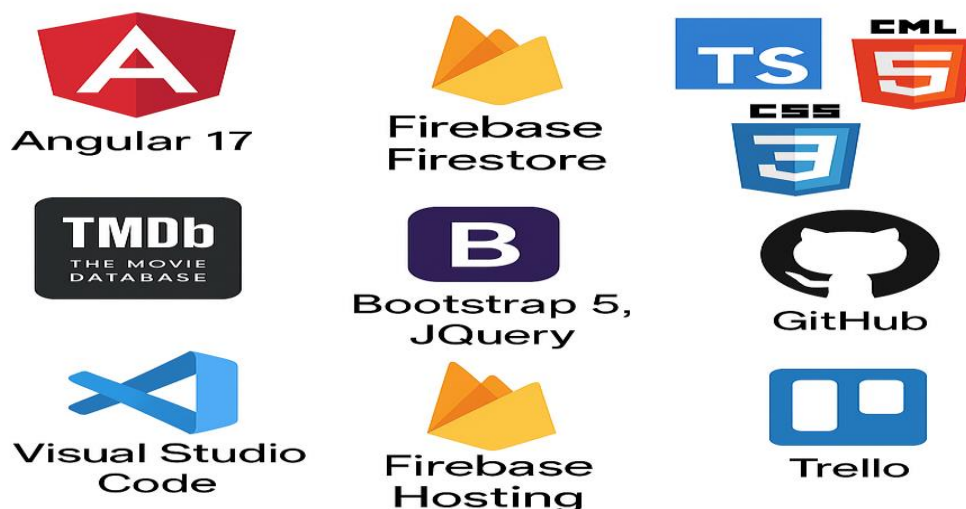 A
Angular 17
Firebase
Firestore
TS
CML
5
CSS
3
TMDb
THE MOVIE
DATABASE
B
Bootstrap 5,
JQuery
GitHub
Visual Studio
Code
Firebase
Hosting
Trello